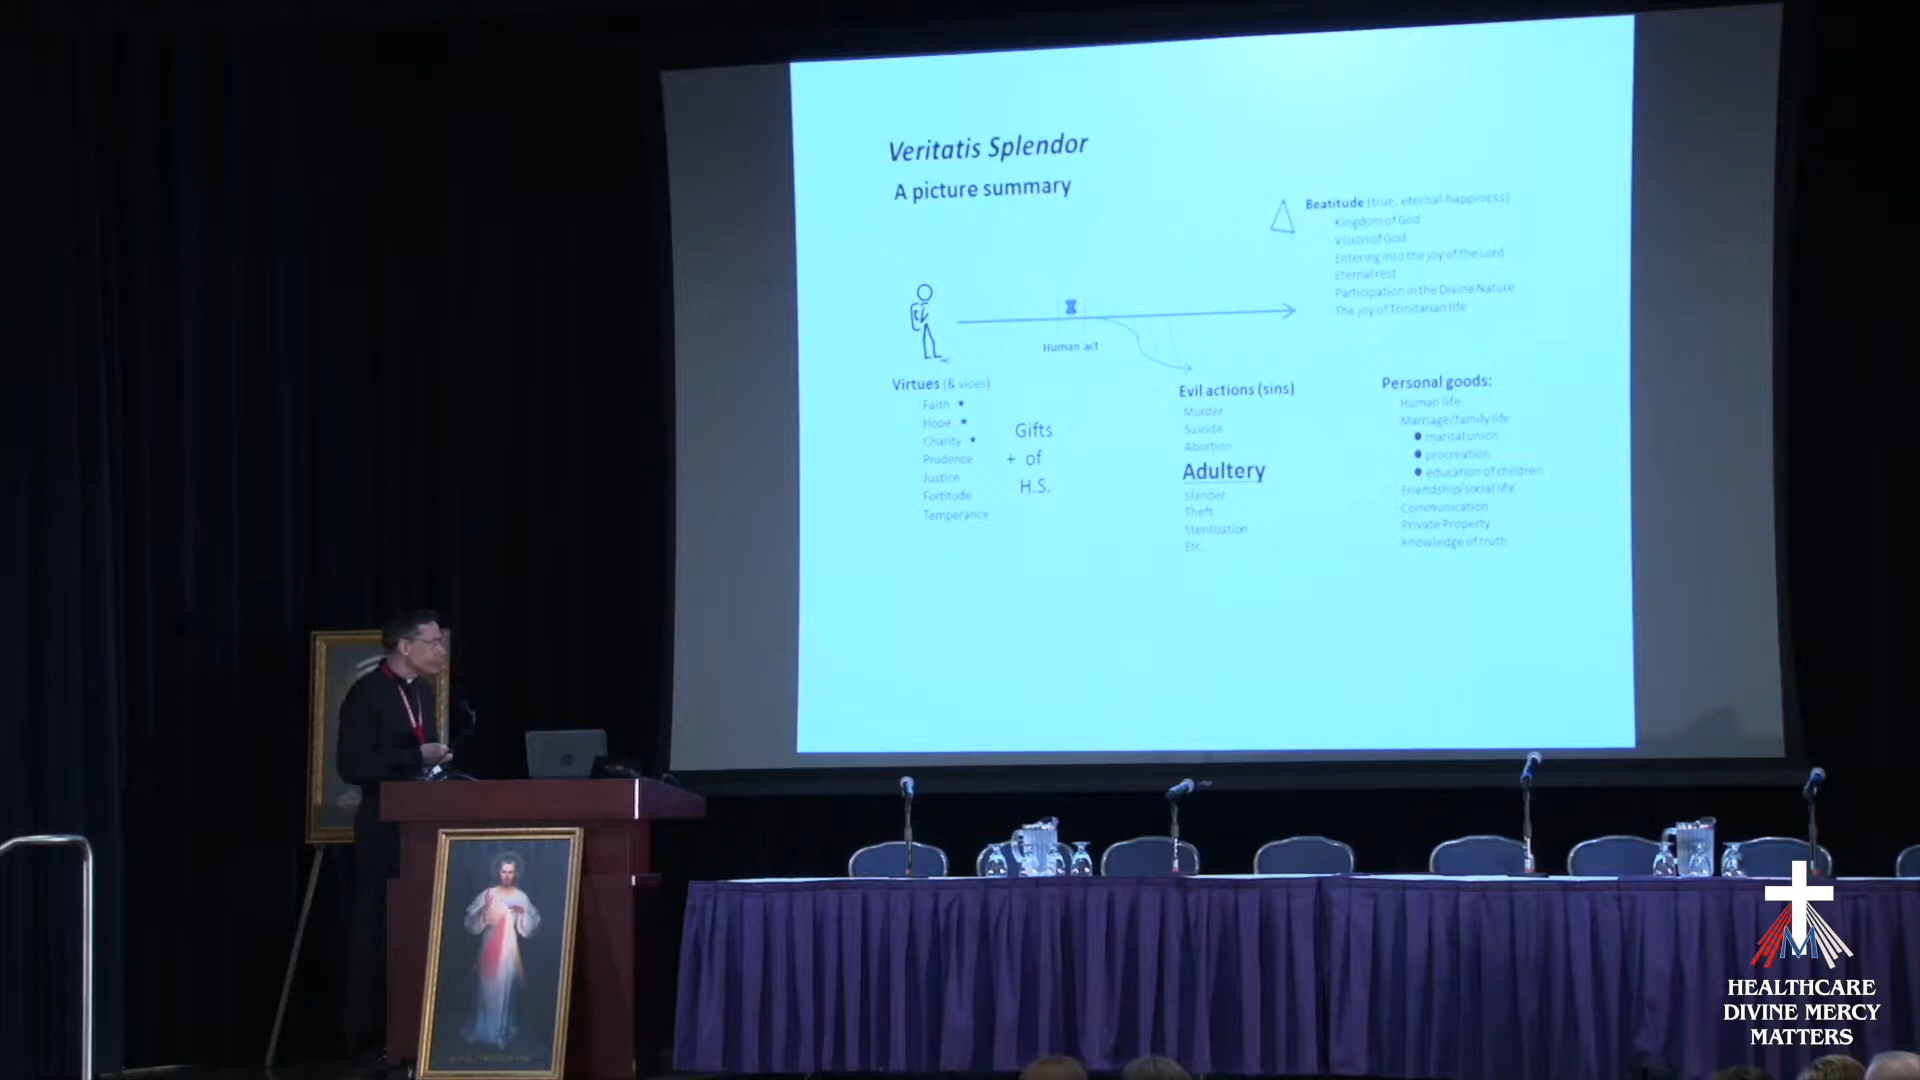 Veritatis Splendor
A picture summary
Beatitude (true, eternal happiness)
Kingdom of God
Vision of God
Entering into the joy of the Lord
Eternal rest
Participation in the Divine Nature
The joy of Trinitarian life
Human act
Virtues (& vices)
Faith *
Hope *
Charity *
Prudence
Justice
Fortitude
Temperance
Gifts
+ of
H.S.
Evil actions (sins)
Murder
Suicide
Abortion
Adultery
Slander
Theft
Sterilization
Etc.
Personal goods:
Human life
Marriage/family life
• marital union
• procreation
• education of children
Friendship/social life
Communication
Private Property
Knowledge of truth
M
HEALTHCARE
DIVINE MERCY
MATTERS